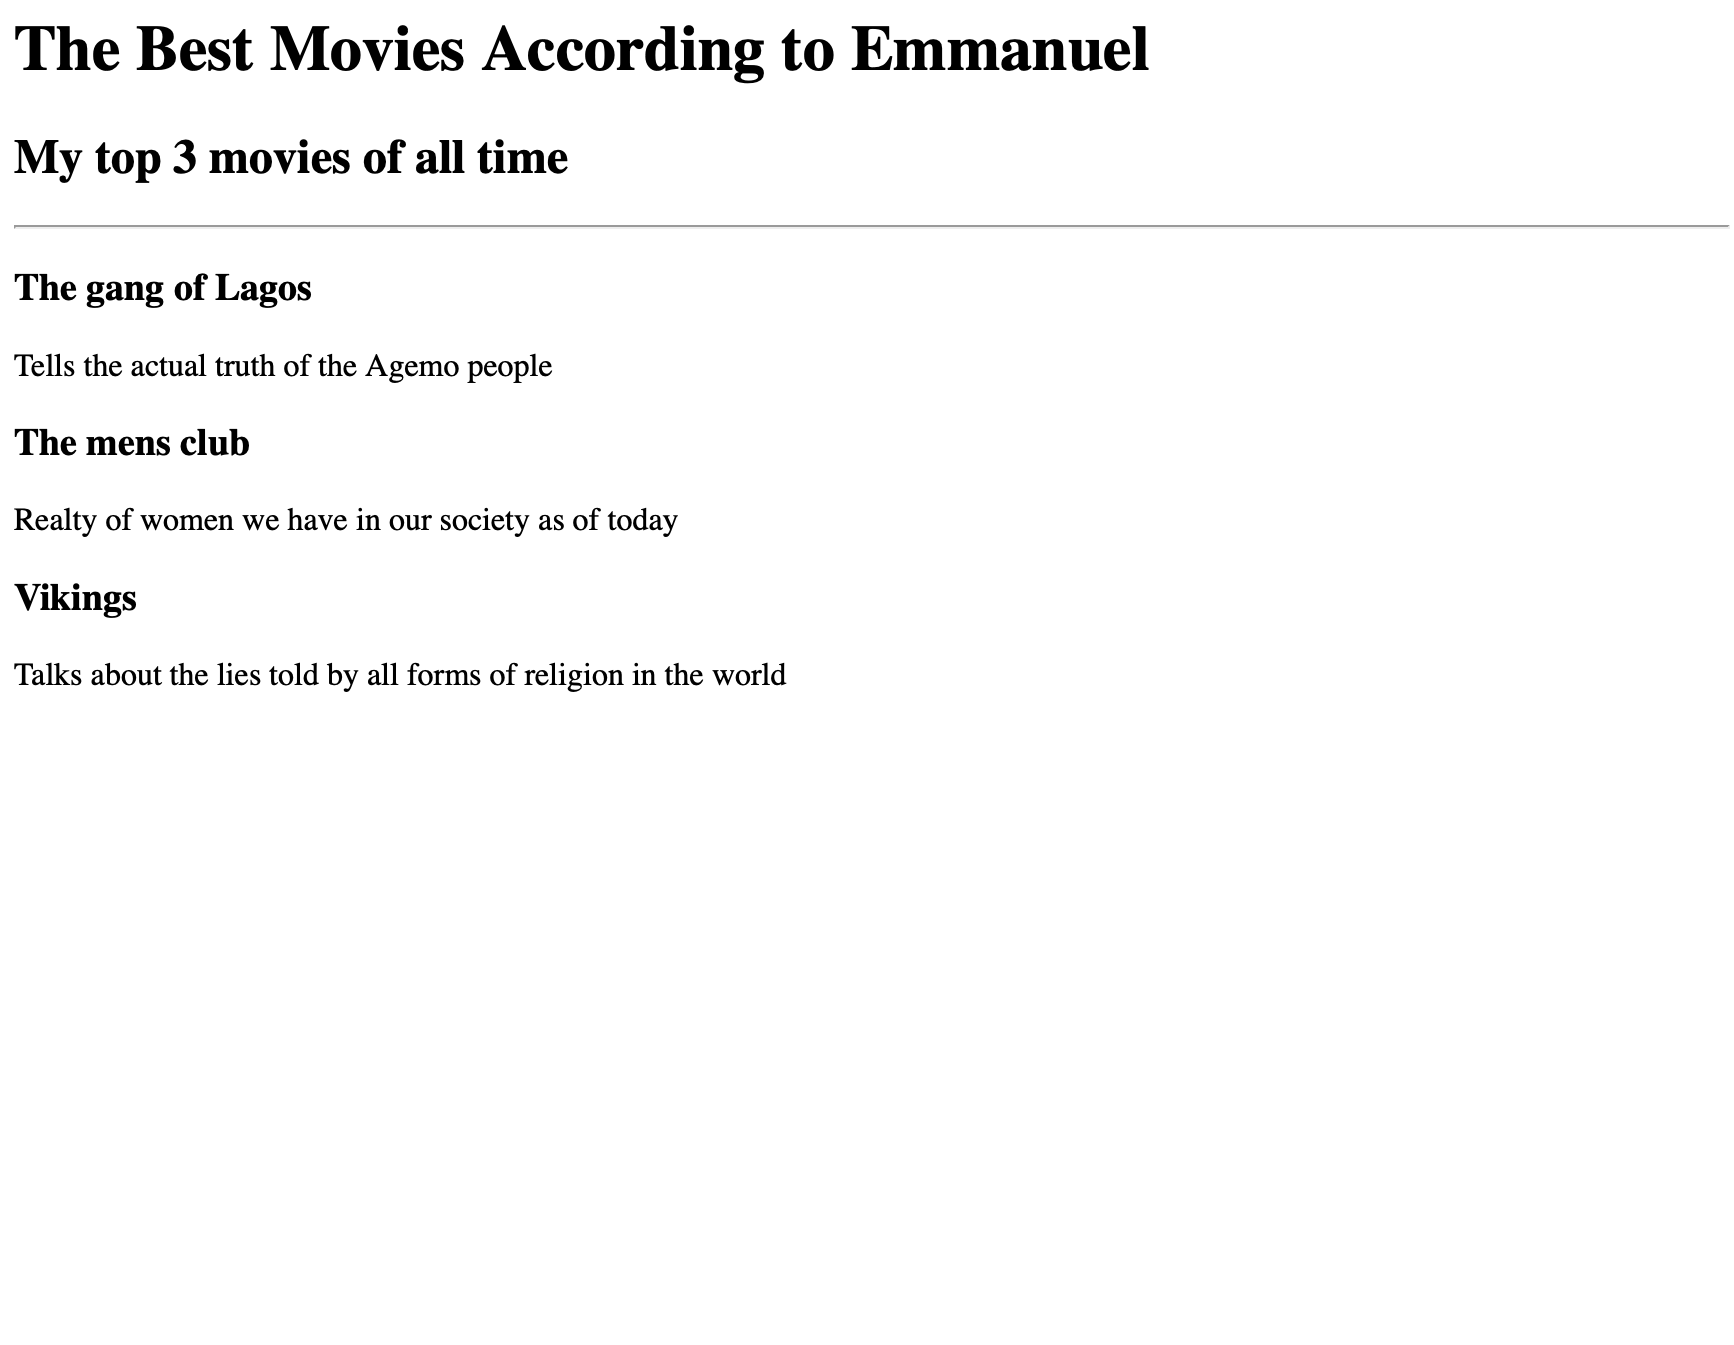 The Best Movies According to Emmanuel
My top 3 movies of all time
The gang of Lagos
Tells the actual truth of the Agemo people
The mens club
Realty of women we have in our society as of today
Vikings
Talks about the lies told by all forms of religion in the world